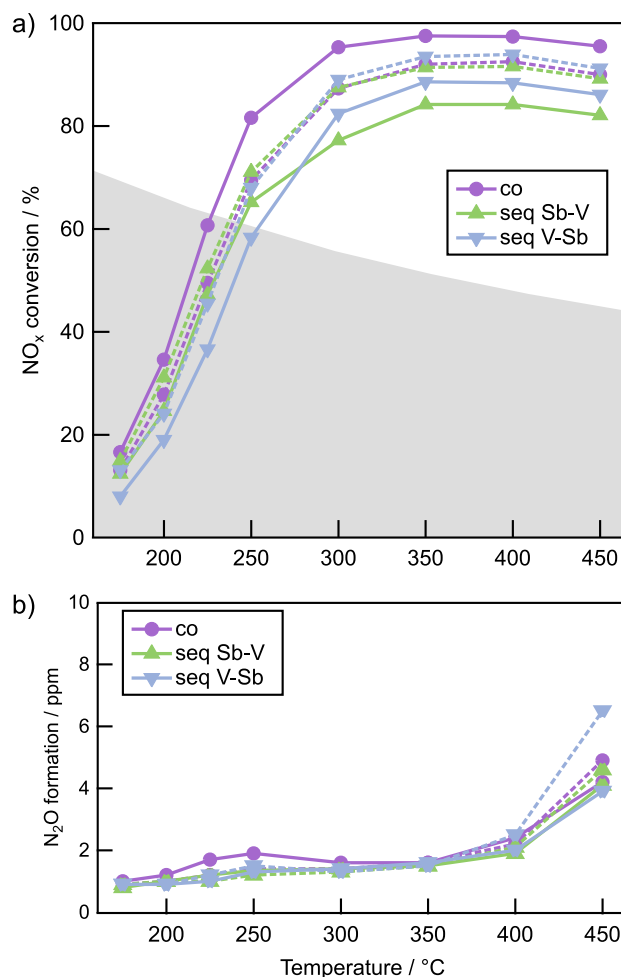 a)
100
80
60
40
20
0
NOx conversion / %
co
seq Sb-V
seq V-Sb
200 250 300 350 400 450
b)
10
8
6
4
2
0
N2O formation / ppm
co
seq Sb-V
seq V-Sb
200 250 300 350 400 450
Temperature / °C